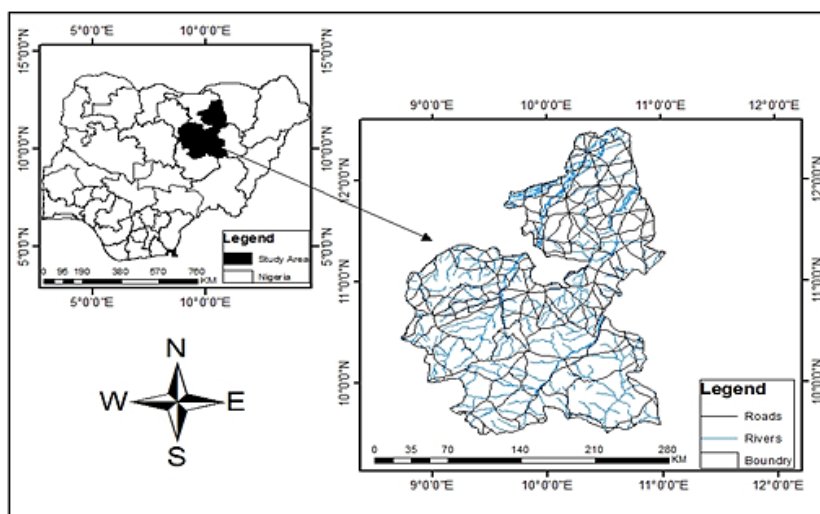 5°0'0"E 10°0'0"E
15°0'0"N 15°0'0"N
10°0'0"N 10°0'0"N
5°0'0"N 5°0'0"N
Legend
Study Area
Nigeria
0 95 190 380 570 760
KM
5°0'0"E 10°0'0"E
N
W E
S
9°0'0"E 10°0'0"E 11°0'0"E 12°0'0"E
12°0'0"N 12°0'0"N
11°0'0"N 11°0'0"N
10°0'0"N 10°0'0"N
Legend
Roads
Rivers
Boundry
0 35 70 140 210 280
KM
9°0'0"E 10°0'0"E 11°0'0"E 12°0'0"E